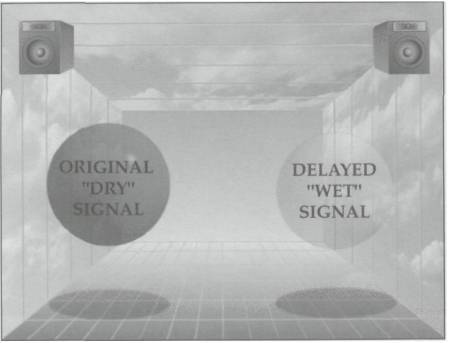 ORIGINAL
"DRY"
SIGNAL
DELAYED
"WET"
SIGNAL